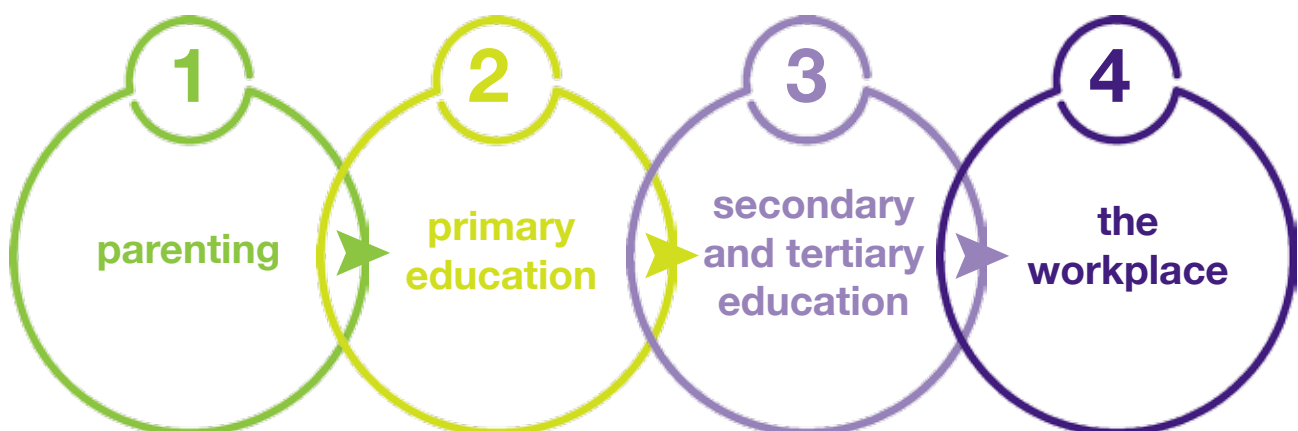 1
parenting
2
primary
education
3
secondary
and tertiary
education
4
the
workplace